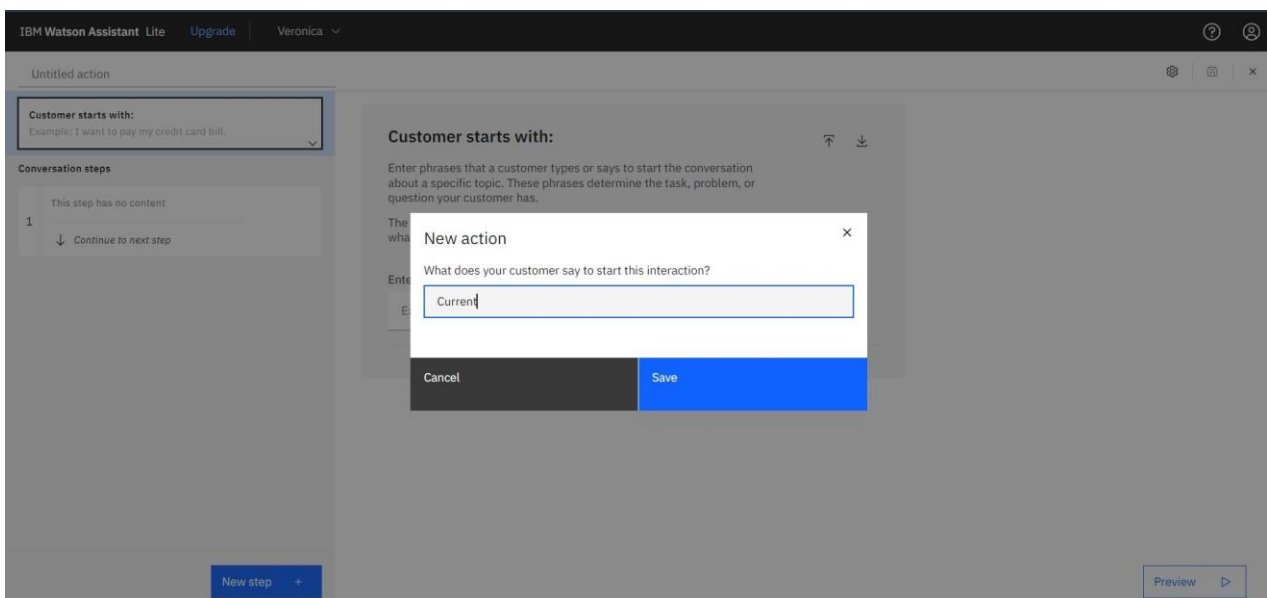 IBM Watson Assistant Lite Upgrade Veronica
Untitled action
Customer starts with:
Example: I want to pay my credit card bill.
Conversation steps
1
This step has no content
Continue to next step
New step +
Customer starts with:
Enter phrases that a customer types or says to start the conversation
about a specific topic. These phrases determine the task, problem, or
question your customer has.
The
wha
Ente
New action
What does your customer say to start this interaction?
Current
Cancel
Save
Preview